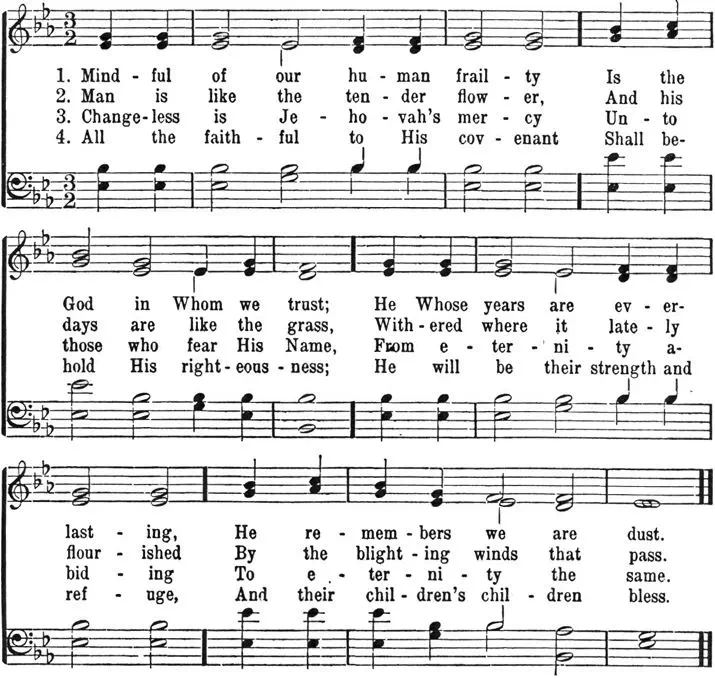 3
2
1. Mind - ful of our hu - man frail - ty Is the
2. Man is like the ten - der flow - er, And his
3. Change-less is Je - ho - vah's mer - cy Un - to
4. All the faith - ful to His cov - enant Shall be-
3
2
God in Whom we trust; He Whose years are ev - er-
days are like the grass, With-ered where it late - ly
those who fear His Name, From e - ter - ni - ty a-
hold His right-eous-ness; He will be their strength and
last - ing, He re - mem - bers we are dust.
flour - ished By the blight-ing winds that pass.
bid - ing To e - ter - ni - ty the same.
ref - uge, And their chil-dren's chil - dren bless.